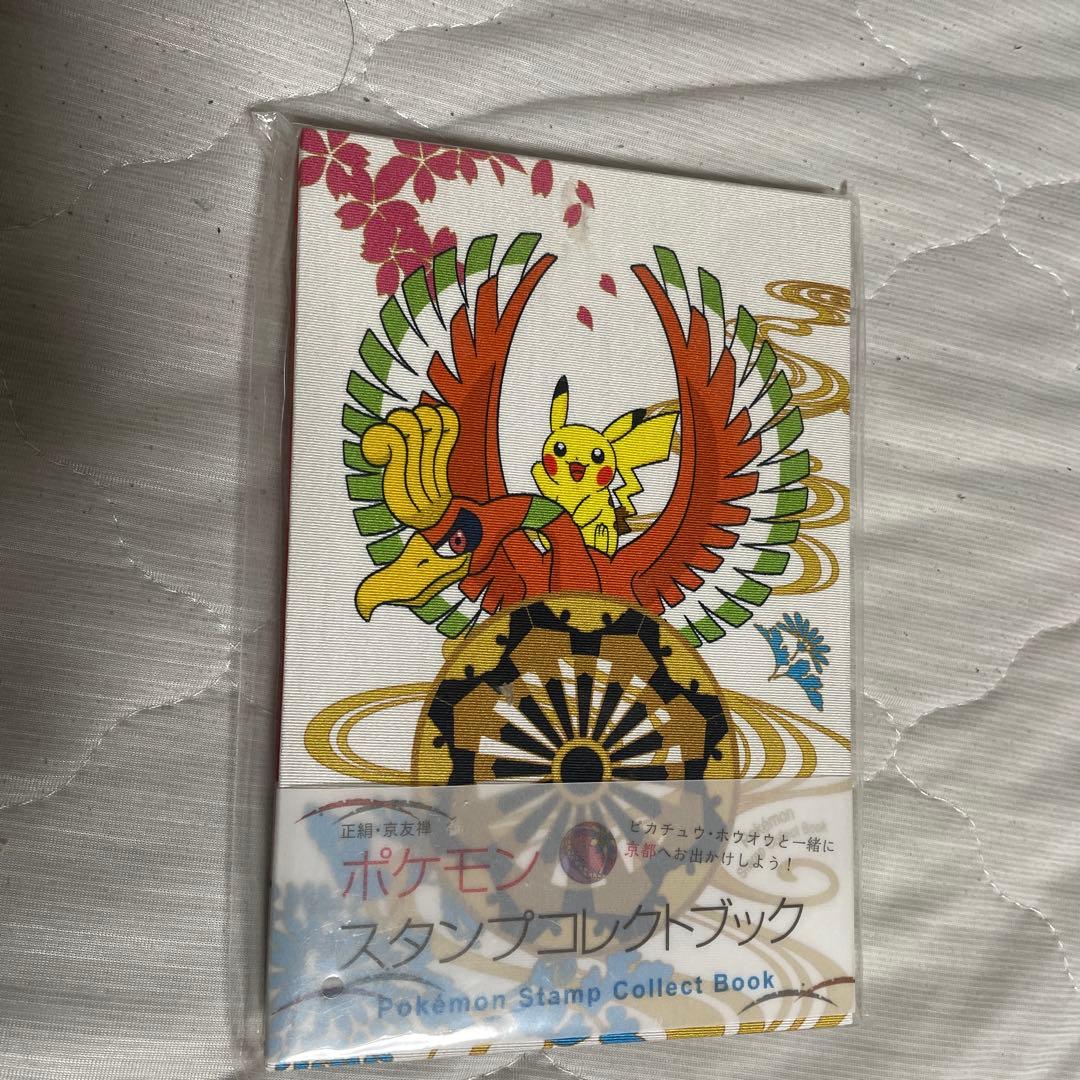 正絹・京友禅
ピカチュウ・ホウオウと一緒に
京都へお出かけしよう！
ポケモン
スタンプコレクトブック
Pokémon Stamp Collect Book